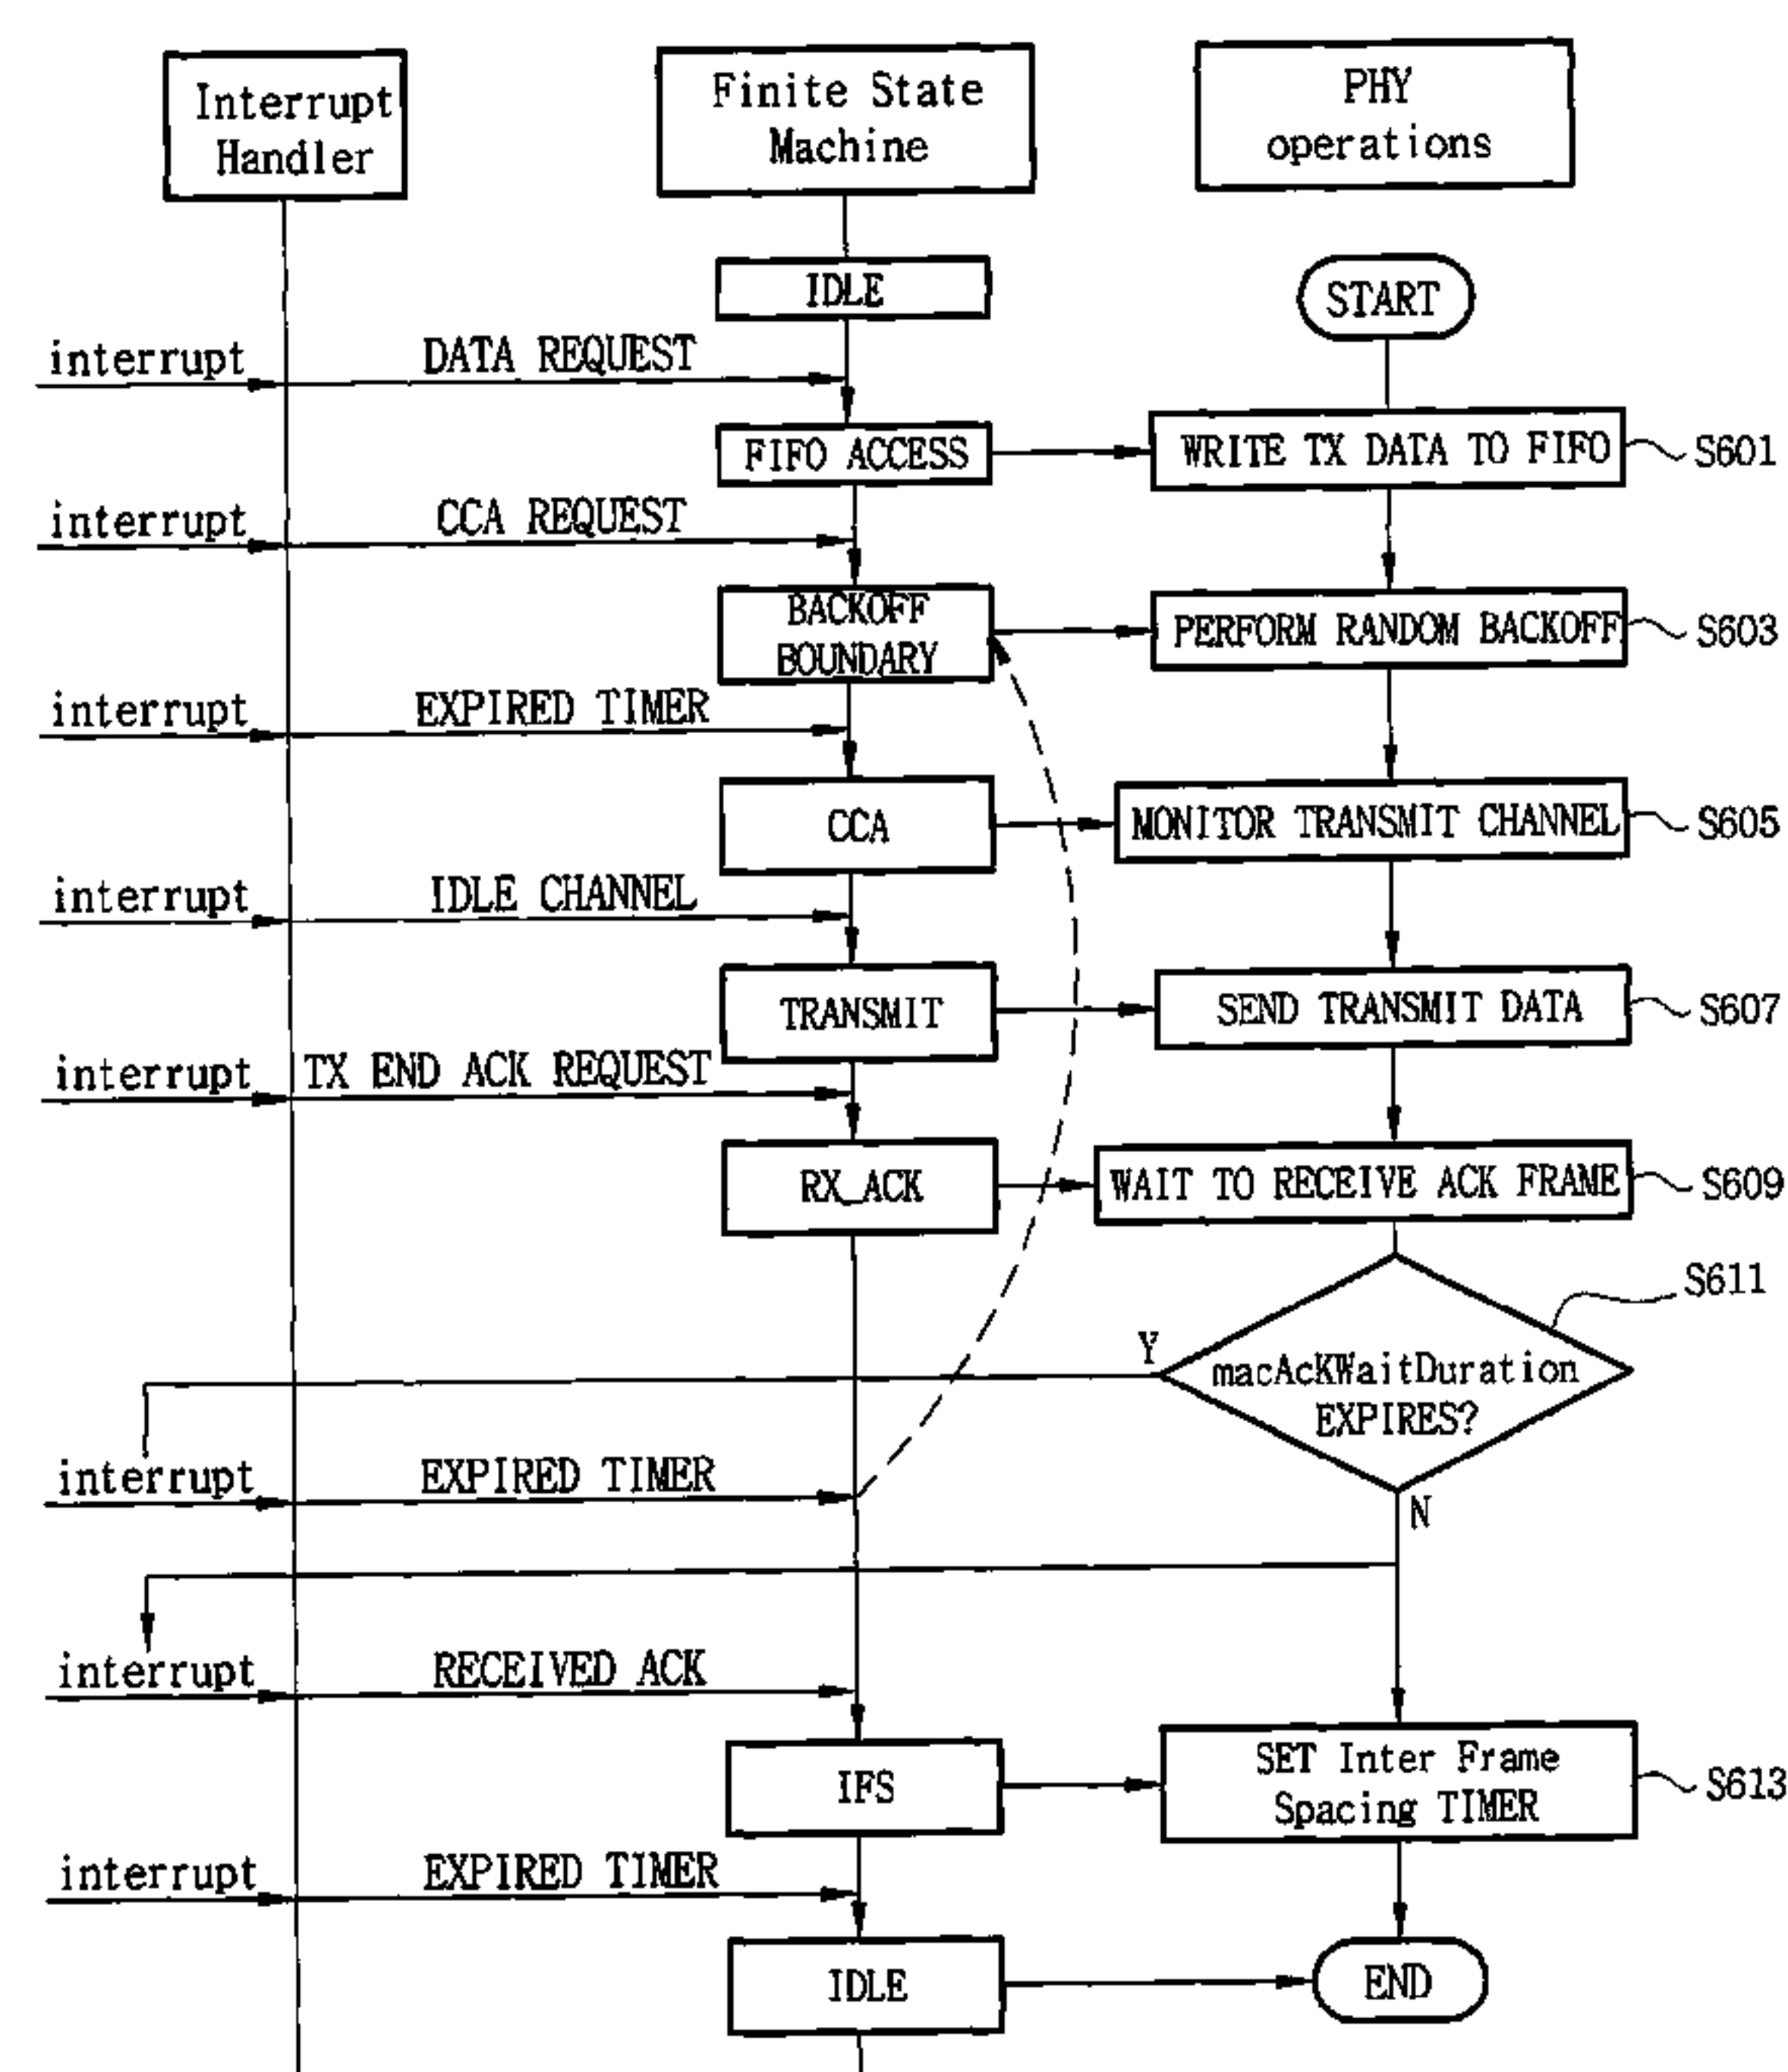 Interrupt
Handler
Finite State
Machine
PHY
operations
IDLE
START
interrupt
DATA REQUEST
FIFO ACCESS
WRITE TX DATA TO FIFO
S601
interrupt
CCA REQUEST
BACKOFF
BOUNDARY
PERFORM RANDOM BACKOFF
S603
interrupt
EXPIRED TIMER
CCA
MONITOR TRANSMIT CHANNEL
S605
interrupt
IDLE CHANNEL
TRANSMIT
SEND TRANSMIT DATA
S607
interrupt
TX END ACK REQUEST
RX_ACK
WAIT TO RECEIVE ACK FRAME
S609
S611
Y
macAcKWaitDuration
EXPIRES?
interrupt
EXPIRED TIMER
N
interrupt
RECEIVED ACK
IFS
SET Inter Frame
Spacing TIMER
S613
interrupt
EXPIRED TIMER
IDLE
END